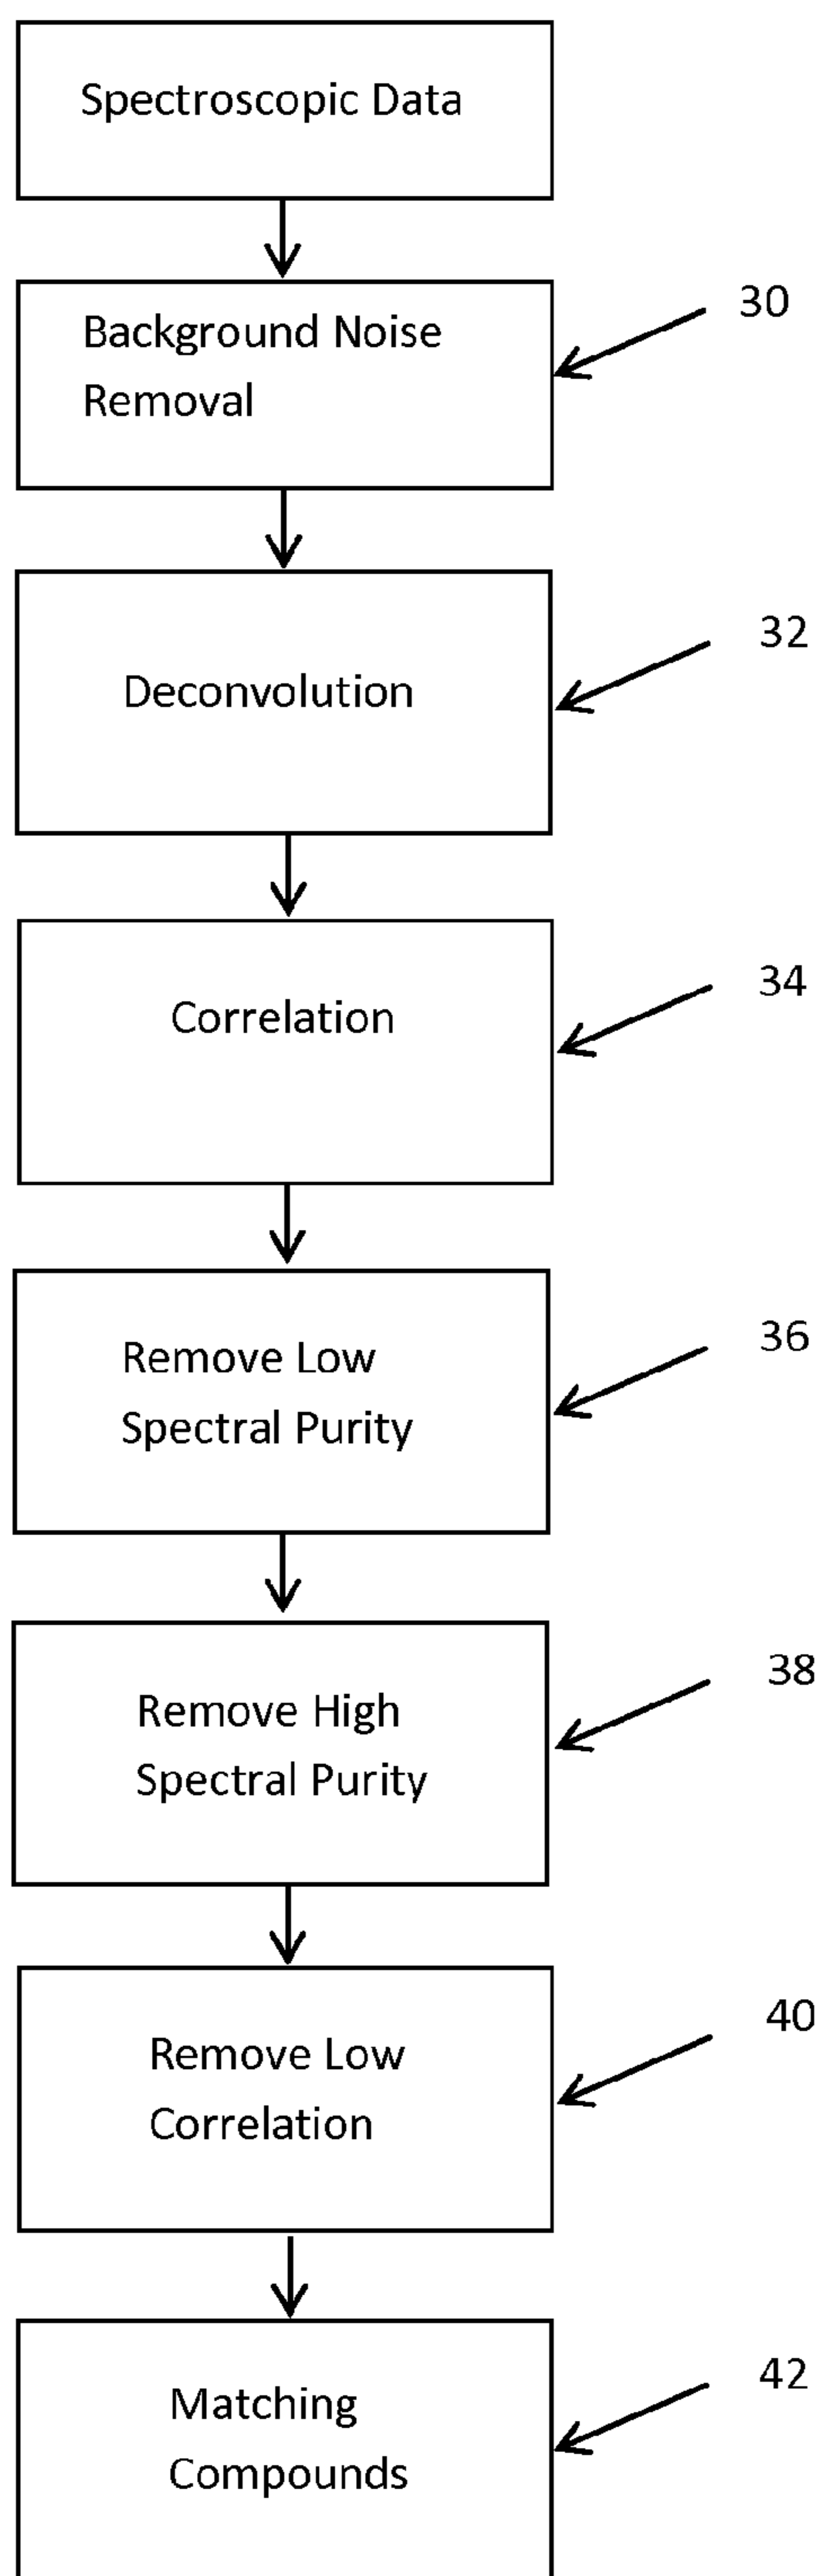 Spectroscopic Data
30
Background Noise
Removal
32
Deconvolution
34
Correlation
36
Remove Low
Spectral Purity
38
Remove High
Spectral Purity
40
Remove Low
Correlation
42
Matching
Compounds